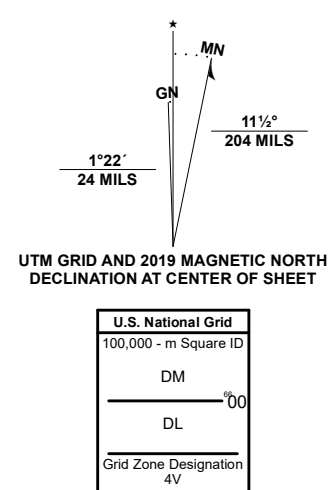 ★
MN
GN
11½°
204 MILS
1°22´
24 MILS
UTM GRID AND 2019 MAGNETIC NORTH
DECLINATION AT CENTER OF SHEET
U.S. National Grid
100,000 - m Square ID
DM
⁶⁶00
DL
Grid Zone Designation
4V